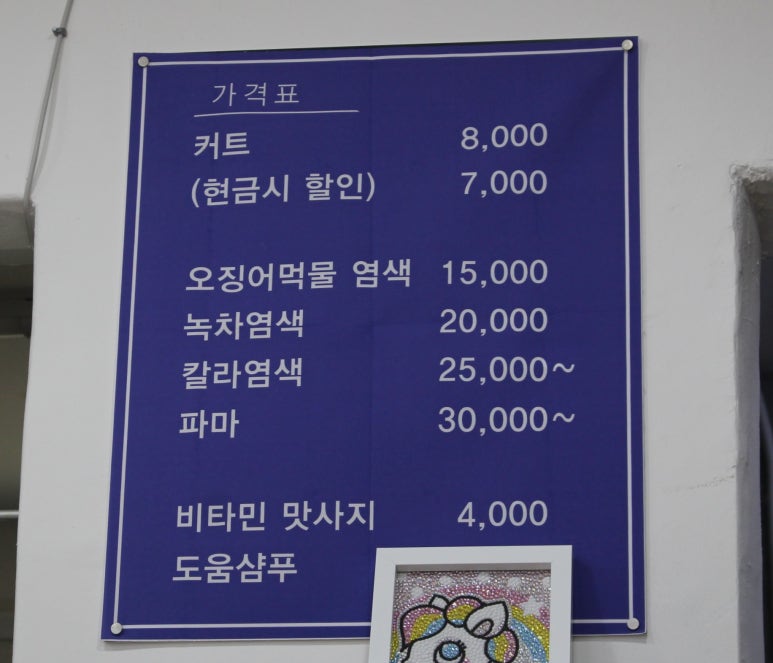 가격표
커트 8,000
(현금시 할인) 7,000
오징어먹물 염색 15,000
녹차염색 20,000
칼라염색 25,000~
파마 30,000~
비타민 맛사지 4,000
도움샴푸